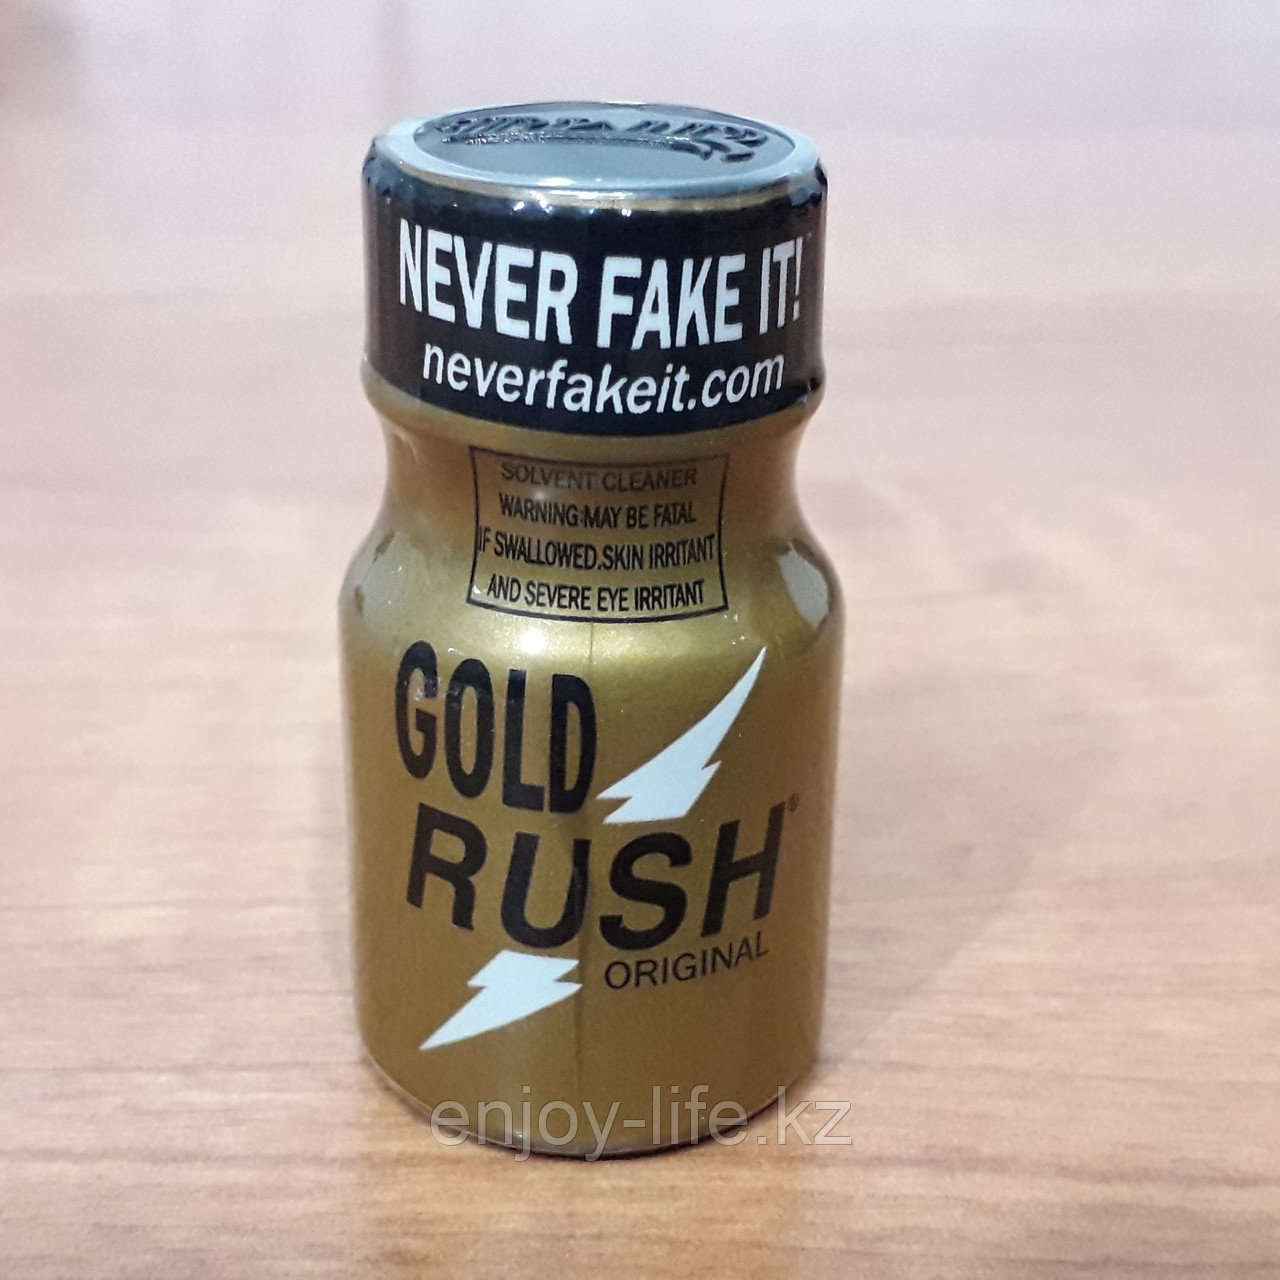 NEVER FAKE IT!
neverfakeit.com
SOLVENT CLEANER
WARNING MAY BE FATAL
IF SWALLOWED.SKIN IRRITANT
AND SEVERE EYE IRRITANT
GOLD
RUSH®
ORIGINAL
enjoy-life.kz